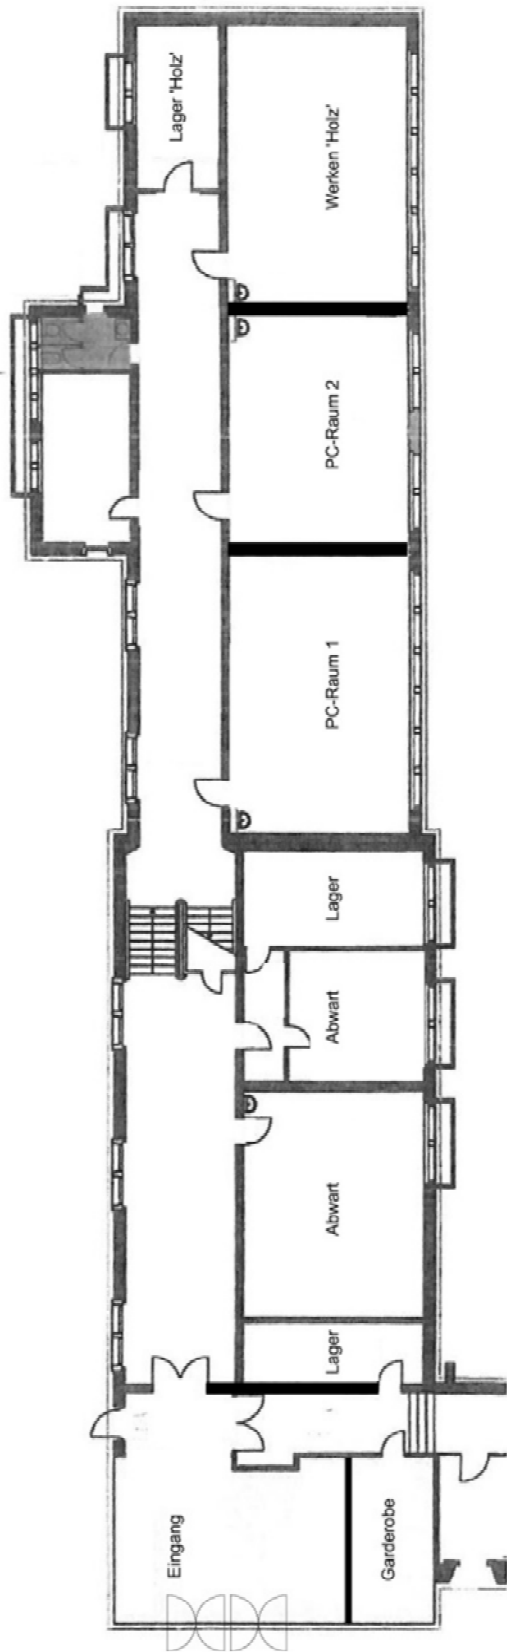 Lager 'Holz'
Werken 'Holz'
PC-Raum 2
PC-Raum 1
Lager
Abwart
Abwart
Lager
Eingang
Garderobe